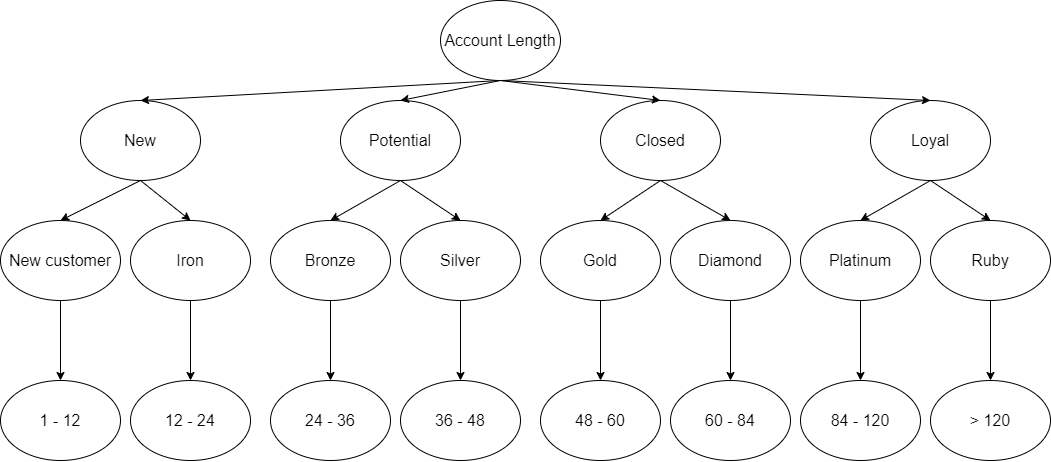 Account Length
New
Potential
Closed
Loyal
New customer
Iron
Bronze
Silver
Gold
Diamond
Platinum
Ruby
1 - 12
12 - 24
24 - 36
36 - 48
48 - 60
60 - 84
84 - 120
> 120